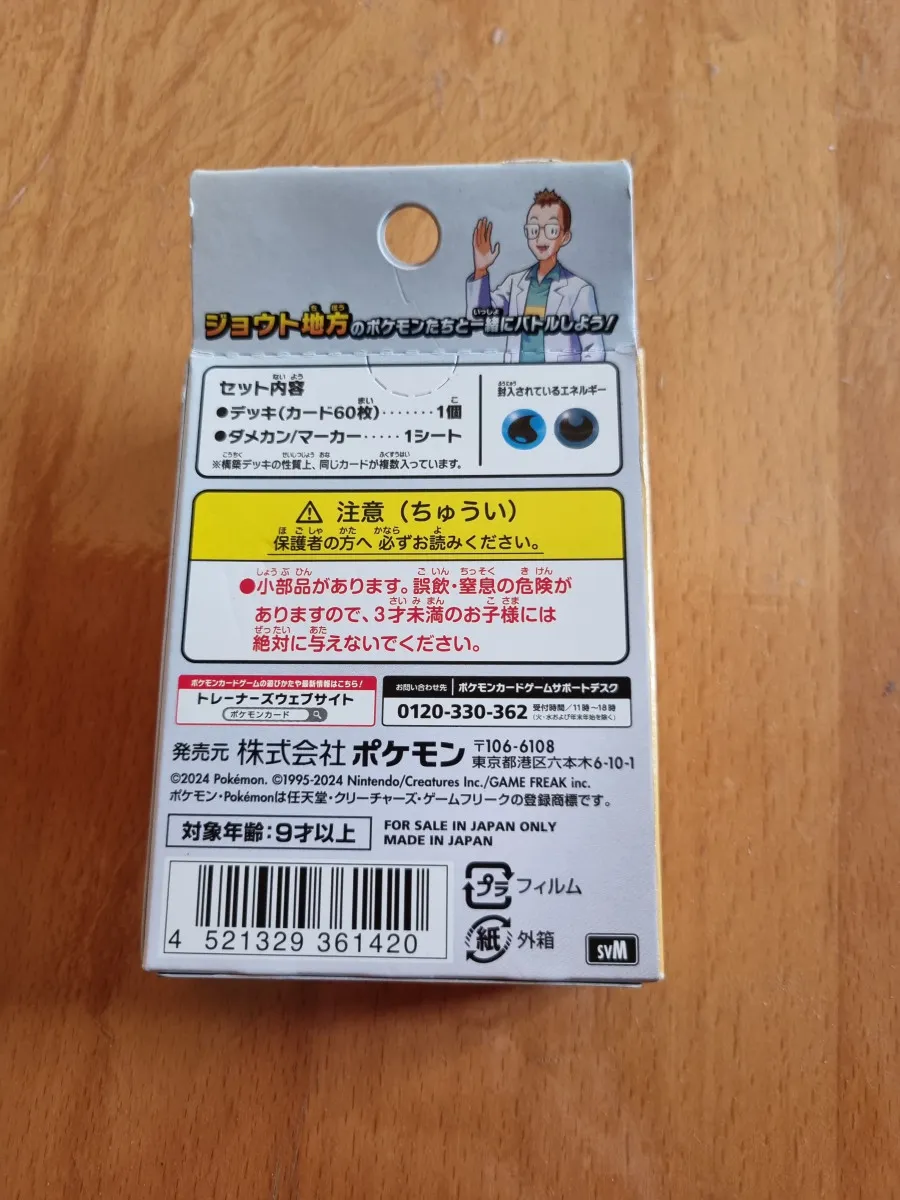 ジョウト地方のポケモンたちと一緒にバトルしよう!
セット内容
●デッキ(カード60枚)・・・・・・・1個
●ダメカン/マーカー・・・・・1シート
※構築デッキの性質上、同じカードが複数入っています。
封入されているエネルギー
⚠ 注意(ちゅうい)
保護者の方へ 必ずお読みください。
●小部品があります。誤飲・窒息の危険が
ありますので、3才未満のお子様には
絶対に与えないでください。
ポケモンカードゲームの遊びかたや最新情報はこちら!
トレーナーズウェブサイト
ポケモンカード
お問い合わせ先 ポケモンカードゲームサポートデスク
0120-330-362 受付時間/11時~18時
(火・水および年末年始を除く)
発売元 株式会社 ポケモン 〒106-6108
東京都港区六本木6-10-1
©2024 Pokémon. ©1995-2024 Nintendo/Creatures Inc./GAME FREAK inc.
ポケモン・Pokémonは任天堂・クリーチャーズ・ゲームフリークの登録商標です。
対象年齢:9才以上
FOR SALE IN JAPAN ONLY
MADE IN JAPAN
4 521329 361420
プラ フィルム
紙 外箱
svM